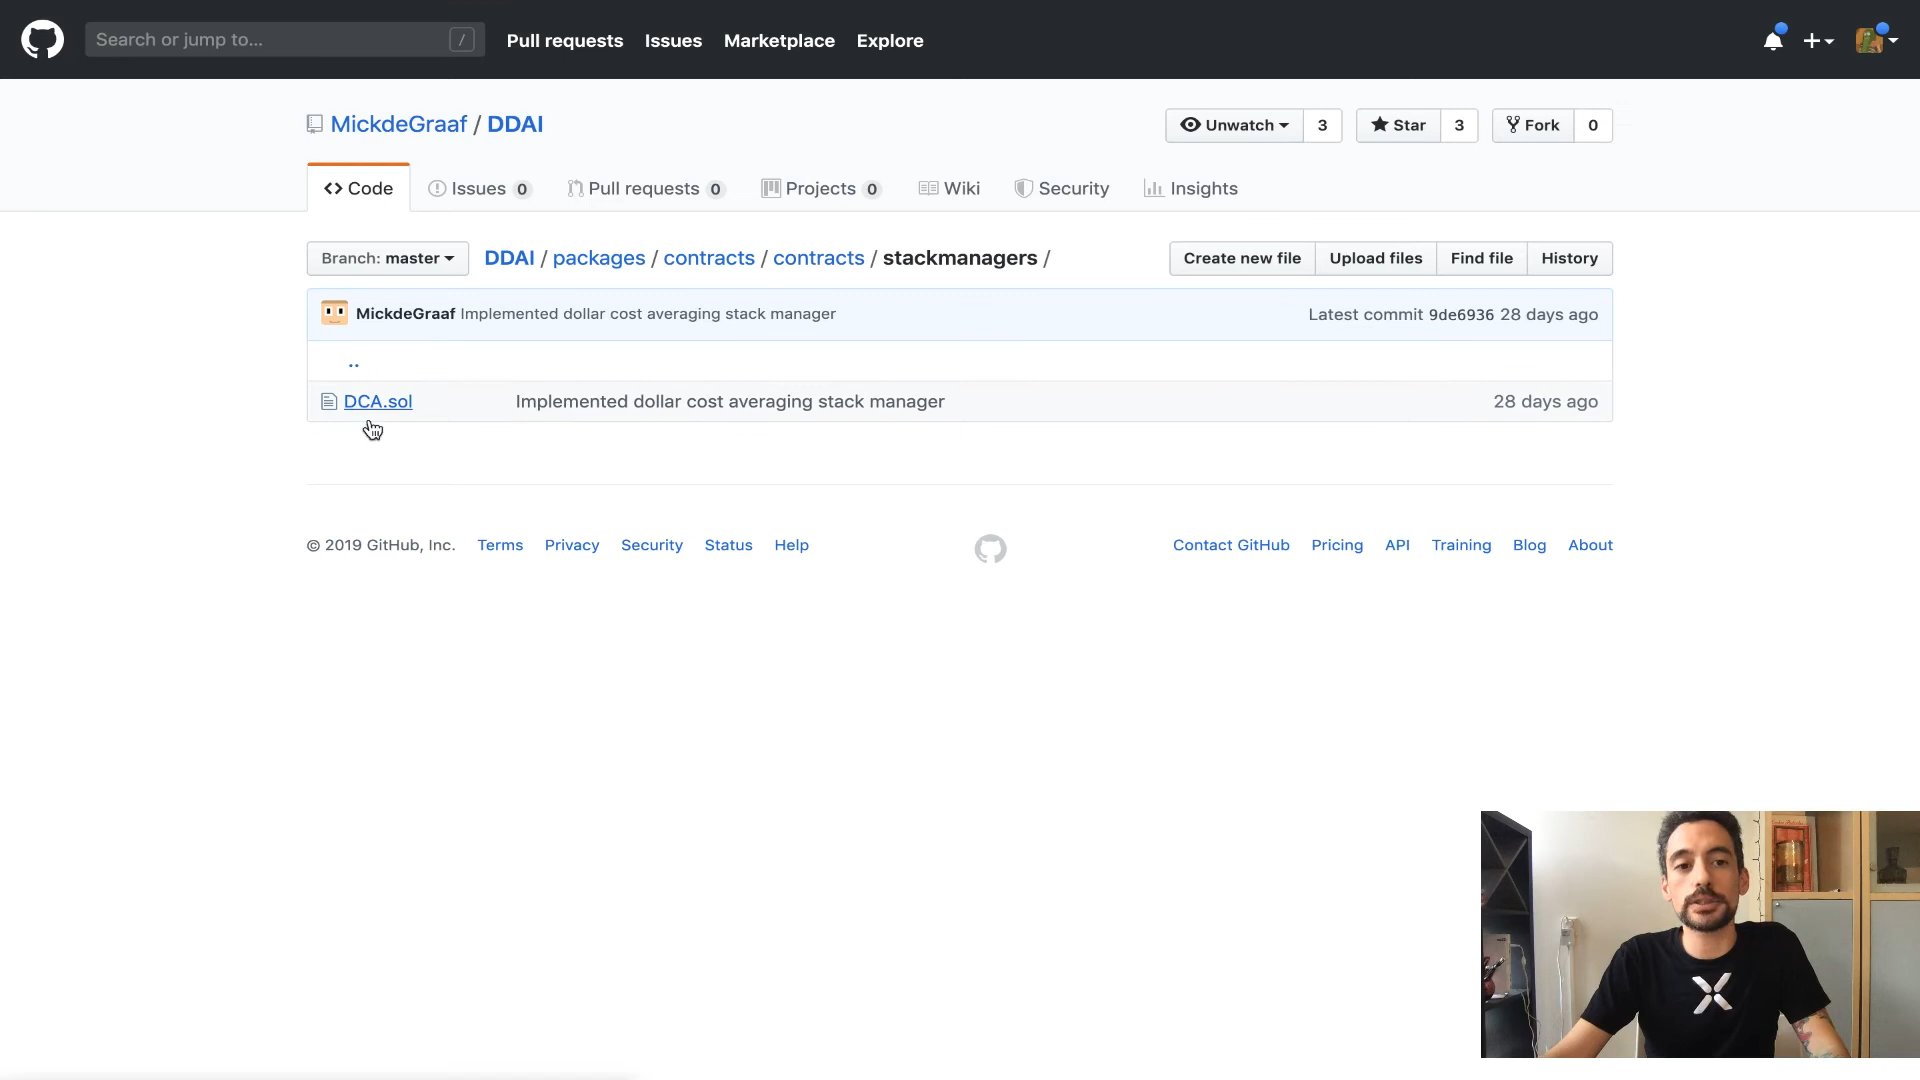 Search or jump to... /
Pull requests Issues Marketplace Explore
MickdeGraaf / DDAI
Unwatch 3 Star 3 Fork 0
Code Issues 0 Pull requests 0 Projects 0 Wiki Security Insights
Branch: master DDAI / packages / contracts / contracts / stackmanagers /
Create new file Upload files Find file History
MickdeGraaf Implemented dollar cost averaging stack manager Latest commit 9de6936 28 days ago
..
DCA.sol Implemented dollar cost averaging stack manager 28 days ago
© 2019 GitHub, Inc. Terms Privacy Security Status Help Contact GitHub Pricing API Training Blog About